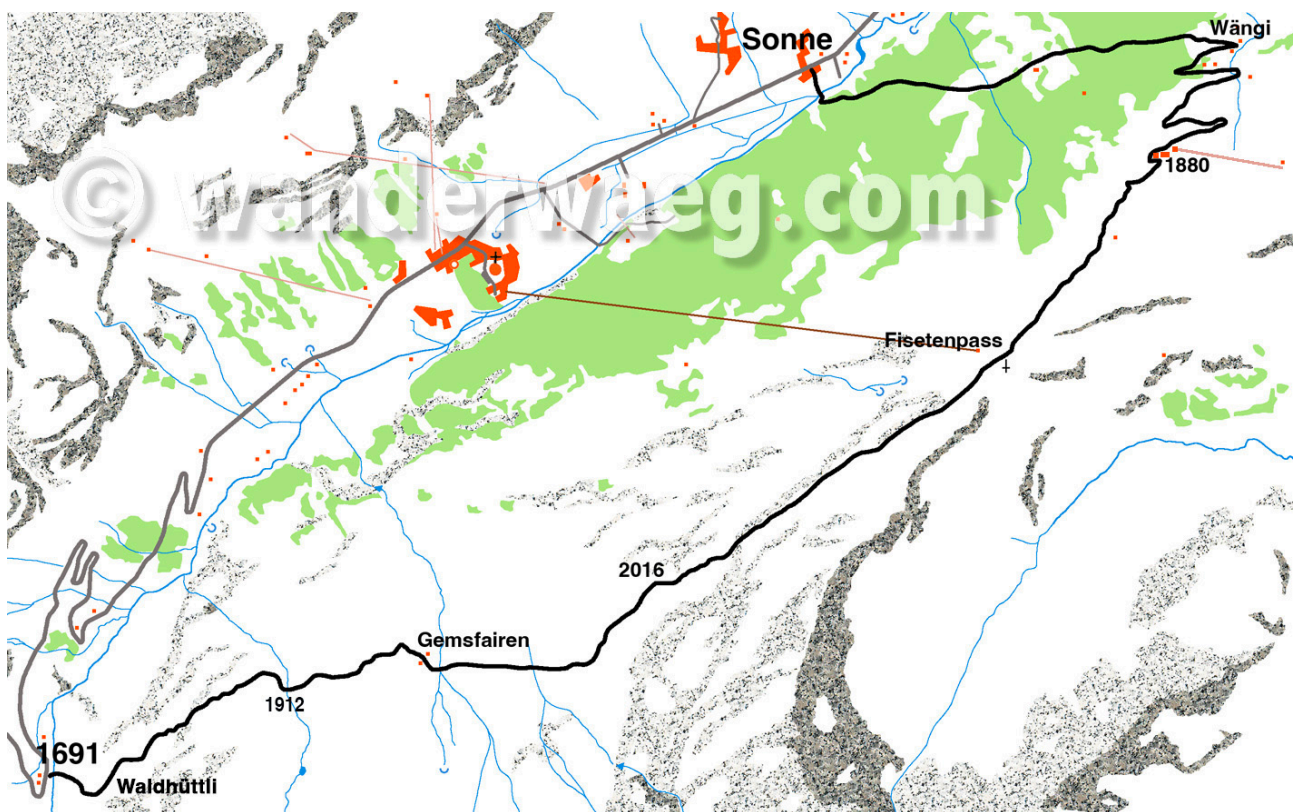 Wängi
Sonne
1880
© wanderwaeg.com
Fisetenpass
2016
Gemsfairen
1912
1691
Waldhüttli